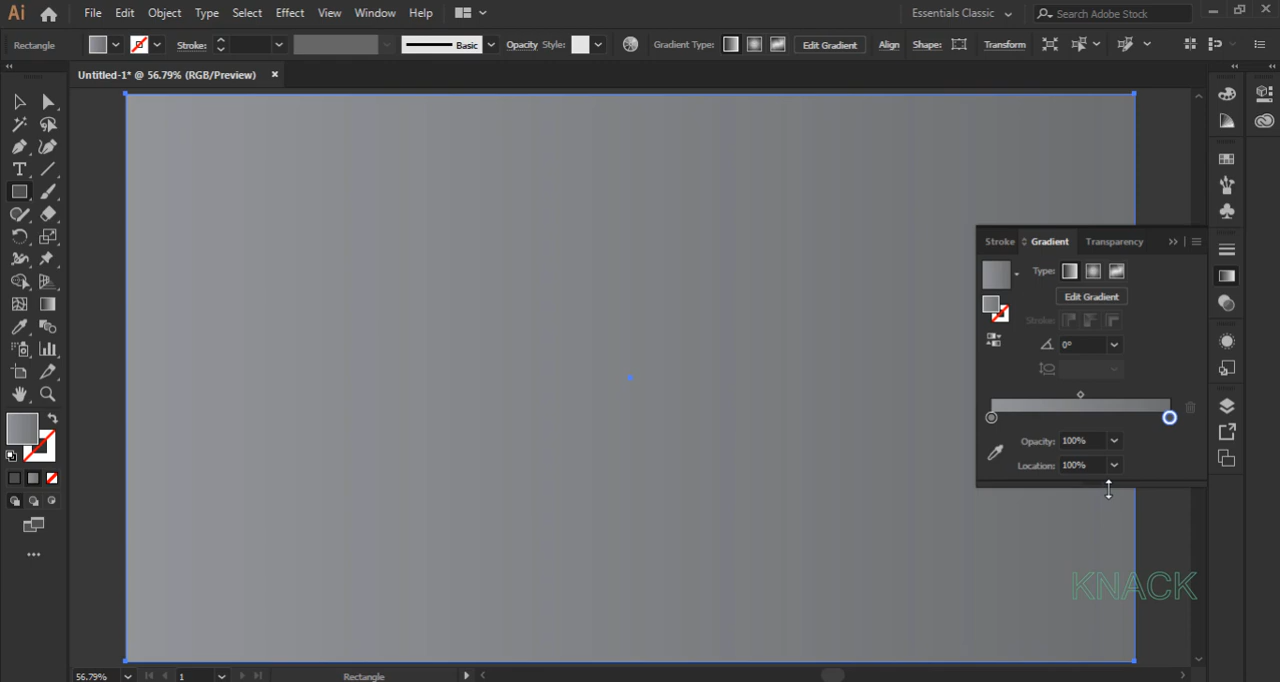 Ai File Edit Object Type Select Effect View Window Help Essentials Classic Search Adobe Stock
Rectangle Stroke: Basic Opacity Style: Gradient Type: Edit Gradient Align Shape: Transform
Untitled-1* @ 56.79% (RGB/Preview)
Stroke Gradient Transparency
Type:
Edit Gradient
Stroke:
0°
Opacity: 100%
Location: 100%
KNACK
56.79% 1 Rectangle